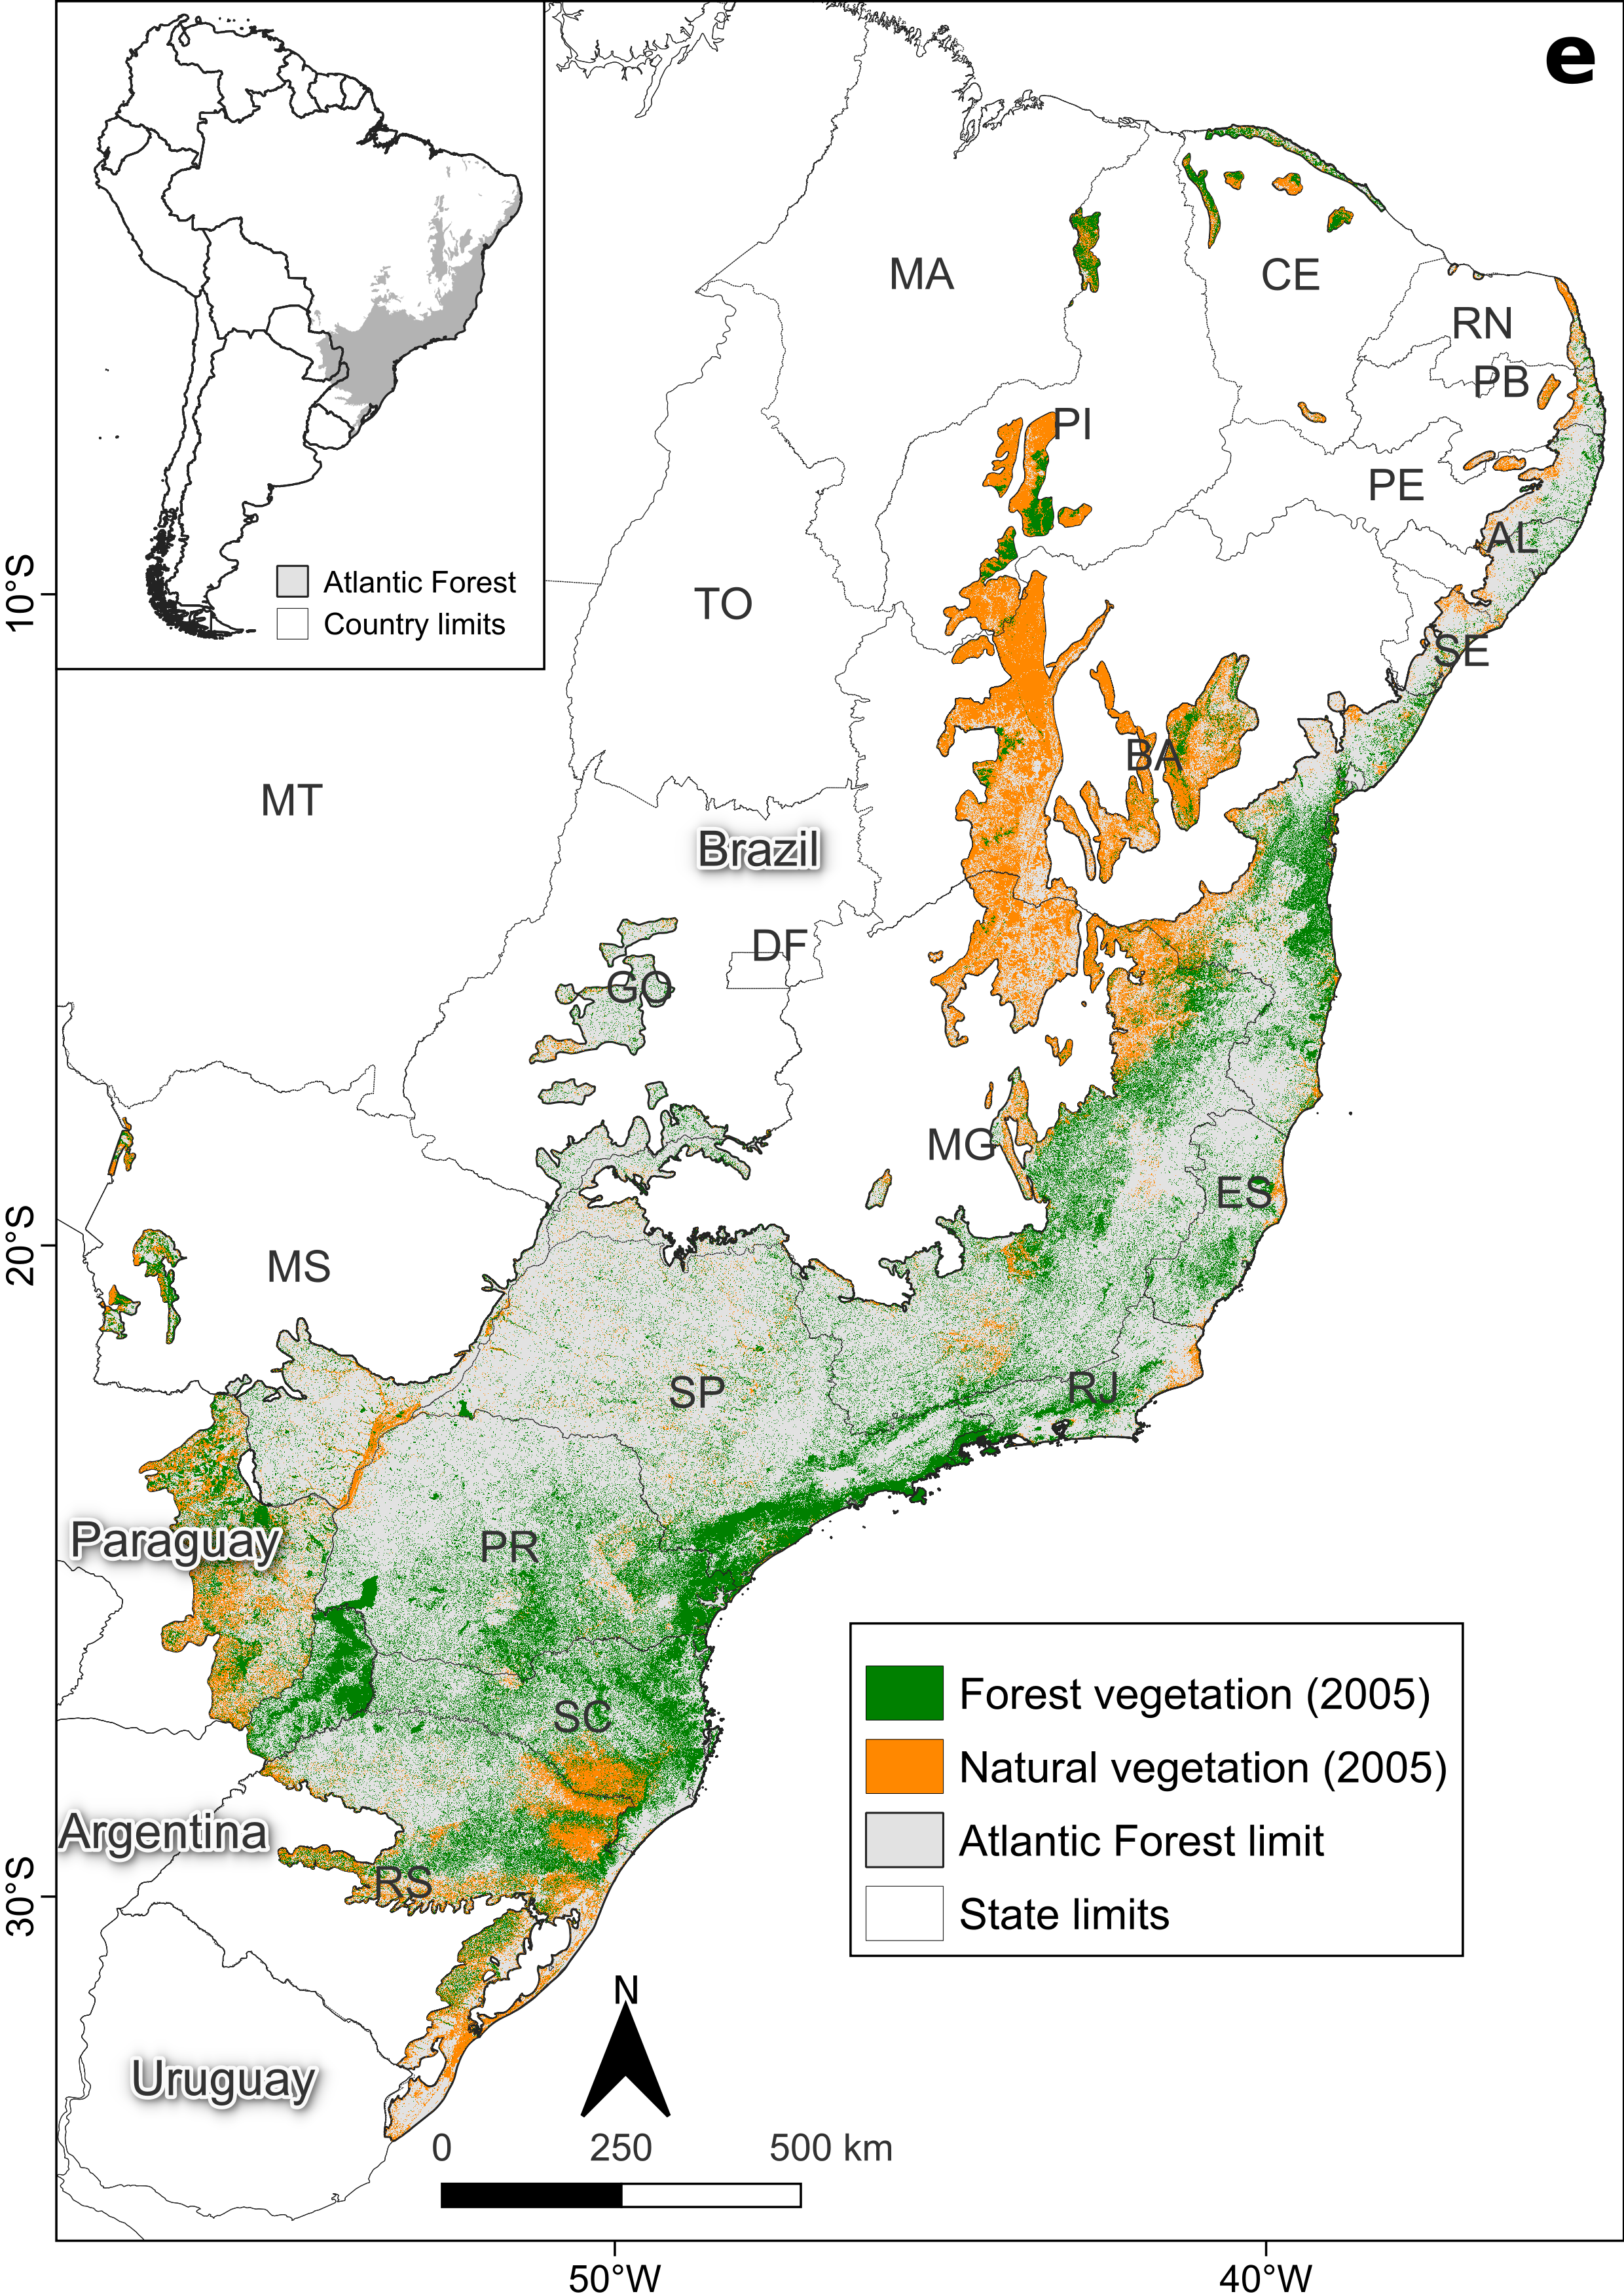 e
Atlantic Forest
Country limits
MA
CE
RN
PB
PI
PE
AL
10°S
TO
SE
BA
MT
Brazil
DF
GO
MG
ES
20°S
MS
RJ
SP
Paraguay
PR
Forest vegetation (2005)
SC
Natural vegetation (2005)
Argentina
Atlantic Forest limit
RS
30°S
State limits
N
Uruguay
0 250 500 km
50°W 40°W